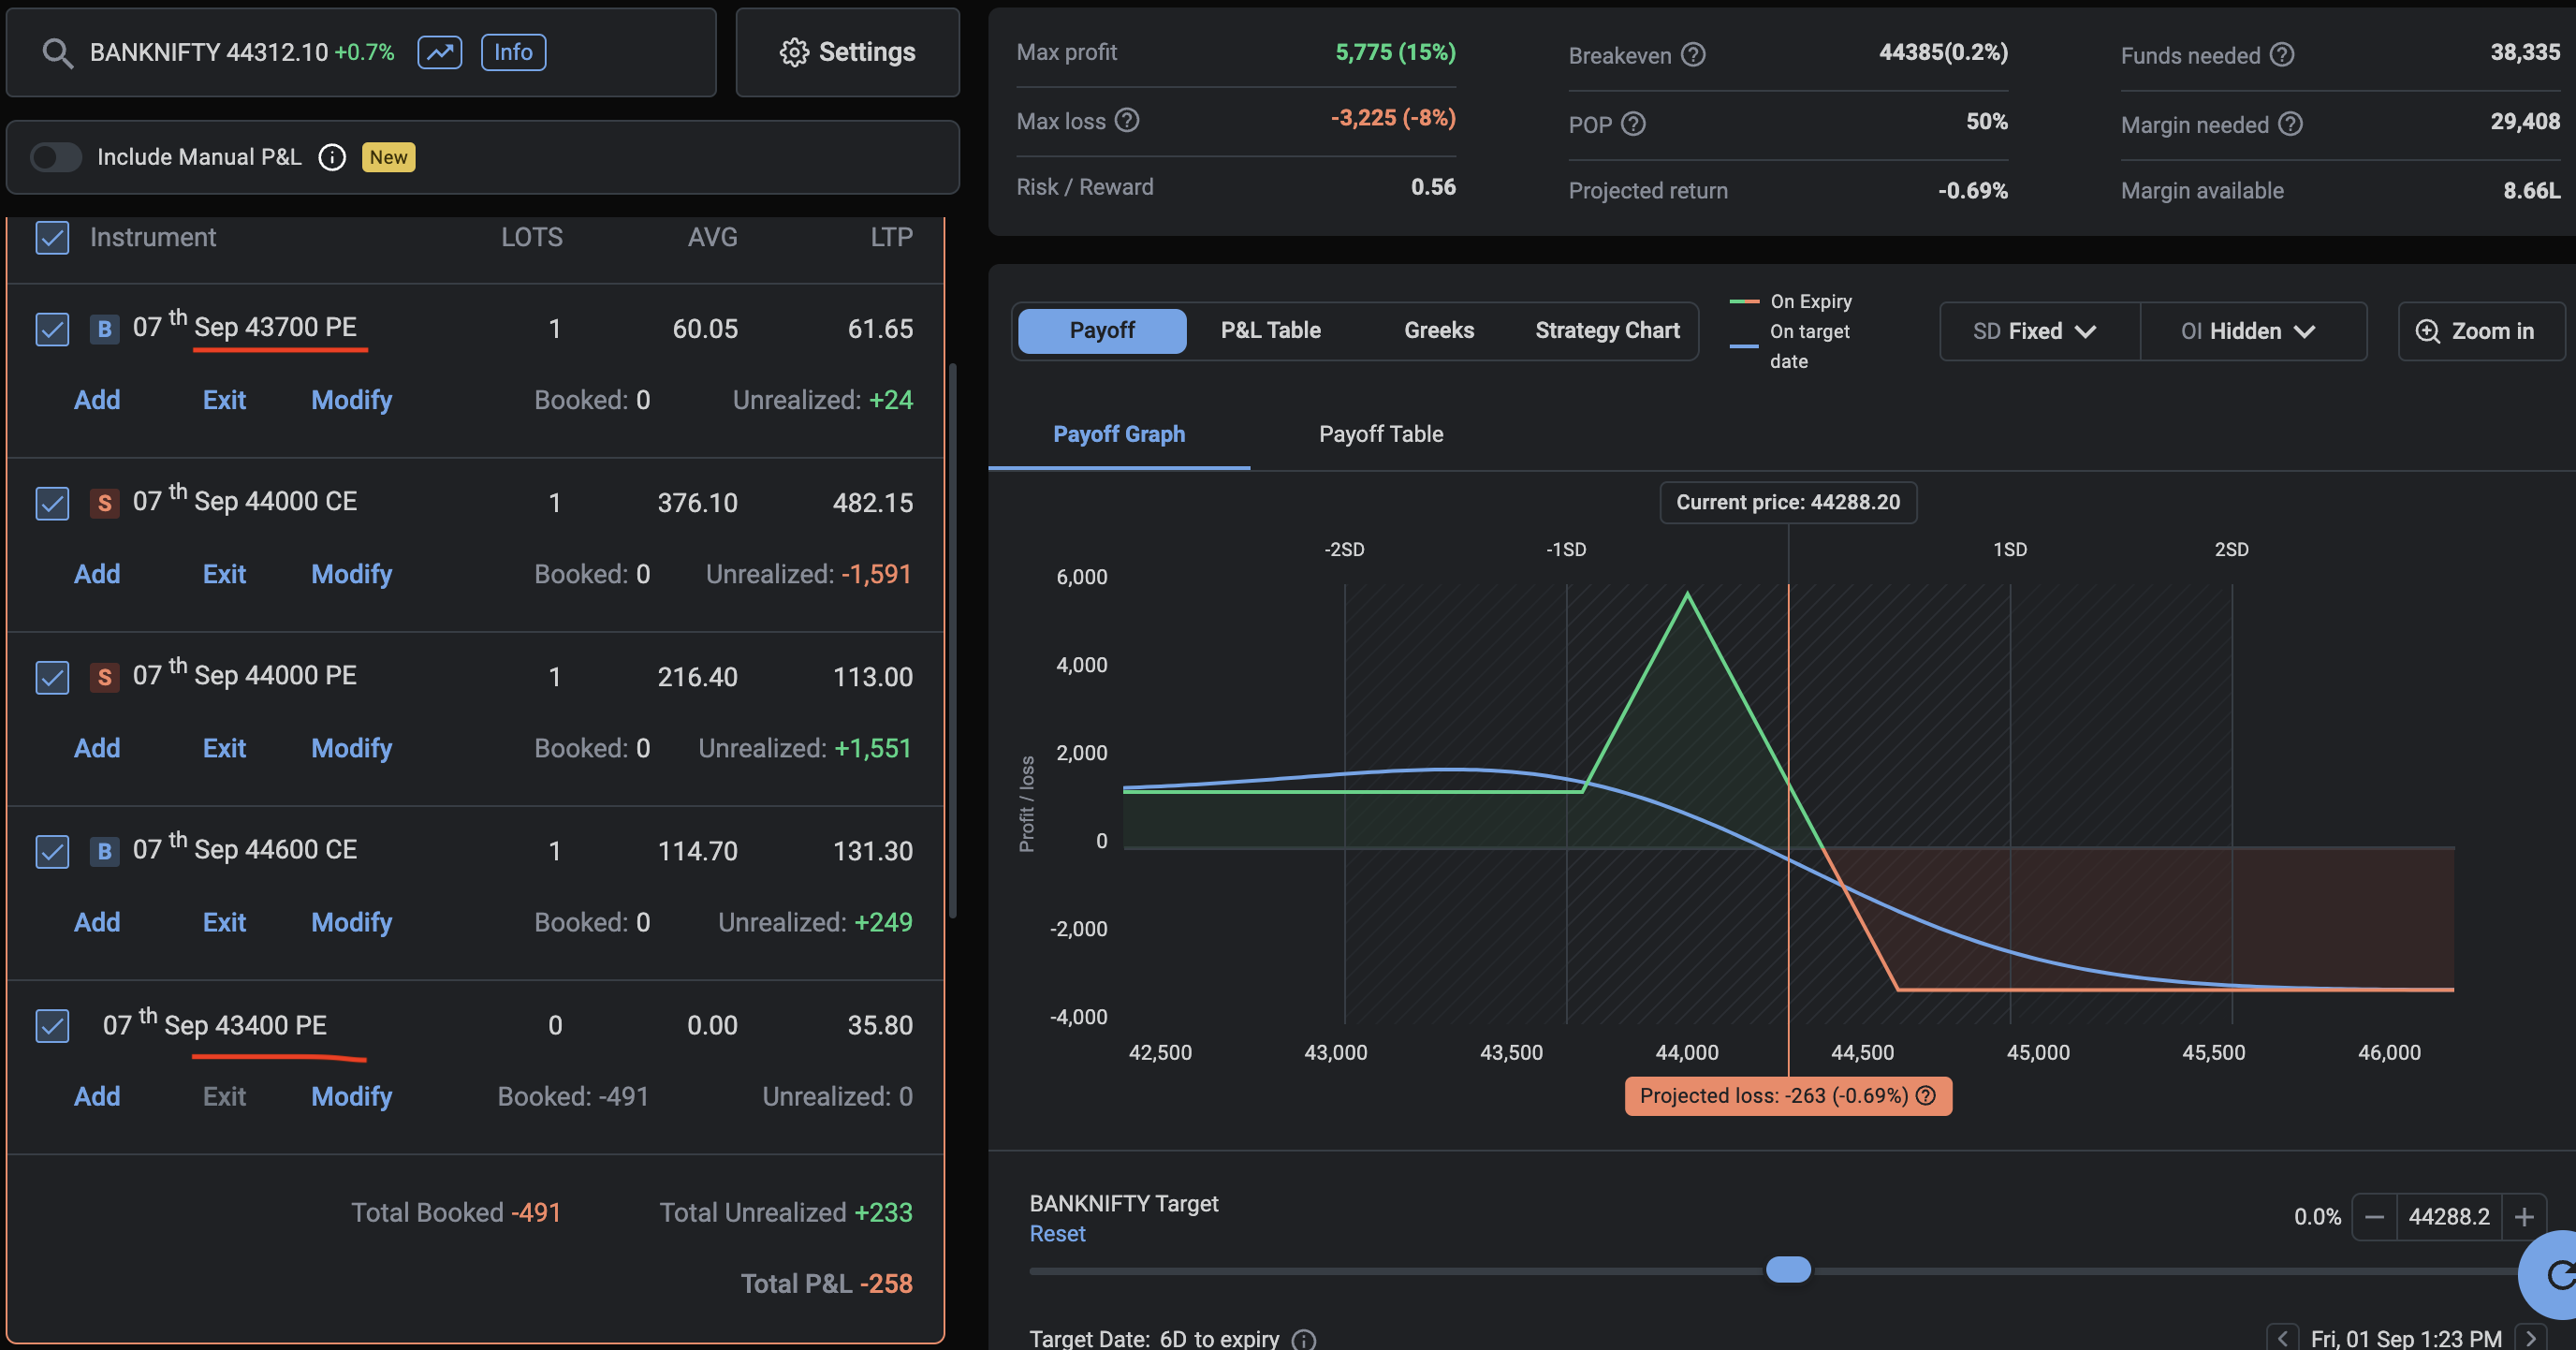 BANKNIFTY 44312.10 +0.7% Info
Settings
Include Manual P&L New
Instrument LOTS AVG LTP
B 07 th Sep 43700 PE 1 60.05 61.65
Add Exit Modify Booked: 0 Unrealized: +24
S 07 th Sep 44000 CE 1 376.10 482.15
Add Exit Modify Booked: 0 Unrealized: -1,591
S 07 th Sep 44000 PE 1 216.40 113.00
Add Exit Modify Booked: 0 Unrealized: +1,551
B 07 th Sep 44600 CE 1 114.70 131.30
Add Exit Modify Booked: 0 Unrealized: +249
07 th Sep 43400 PE 0 0.00 35.80
Add Exit Modify Booked: -491 Unrealized: 0
Total Booked -491 Total Unrealized +233
Total P&L -258
Max profit 5,775 (15%)
Max loss ? -3,225 (-8%)
Risk / Reward 0.56
Breakeven ? 44385(0.2%)
POP ? 50%
Projected return -0.69%
Funds needed ? 38,335
Margin needed ? 29,408
Margin available 8.66L
Payoff P&L Table Greeks Strategy Chart
On Expiry
On target
date
SD Fixed OI Hidden
Zoom in
Payoff Graph Payoff Table
Current price: 44288.20
-2SD -1SD 1SD 2SD
Profit / loss
6,000
4,000
2,000
0
-2,000
-4,000
42,500 43,000 43,500 44,000 44,500 45,000 45,500 46,000
Projected loss: -263 (-0.69%) ?
BANKNIFTY Target
Reset
0.0% − 44288.2 +
Target Date: 6D to expiry
< Fri, 01 Sep 1:23 PM >